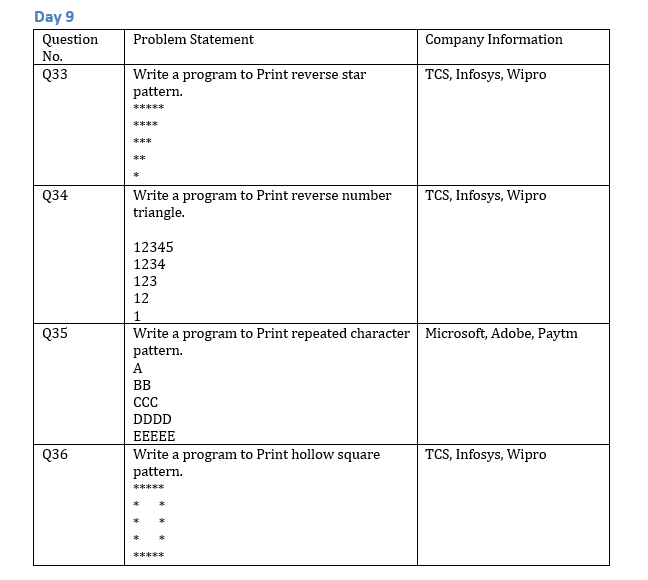 Day 9
Question No.
Problem Statement
Company Information
Q33
Write a program to Print reverse star
pattern.
*****
****
***
**
*
TCS, Infosys, Wipro
Q34
Write a program to Print reverse number
triangle.
12345
1234
123
12
1
TCS, Infosys, Wipro
Q35
Write a program to Print repeated character
pattern.
A
BB
CCC
DDDD
EEEEE
Microsoft, Adobe, Paytm
Q36
Write a program to Print hollow square
pattern.
*****
*   *
*   *
*   *
*****
TCS, Infosys, Wipro